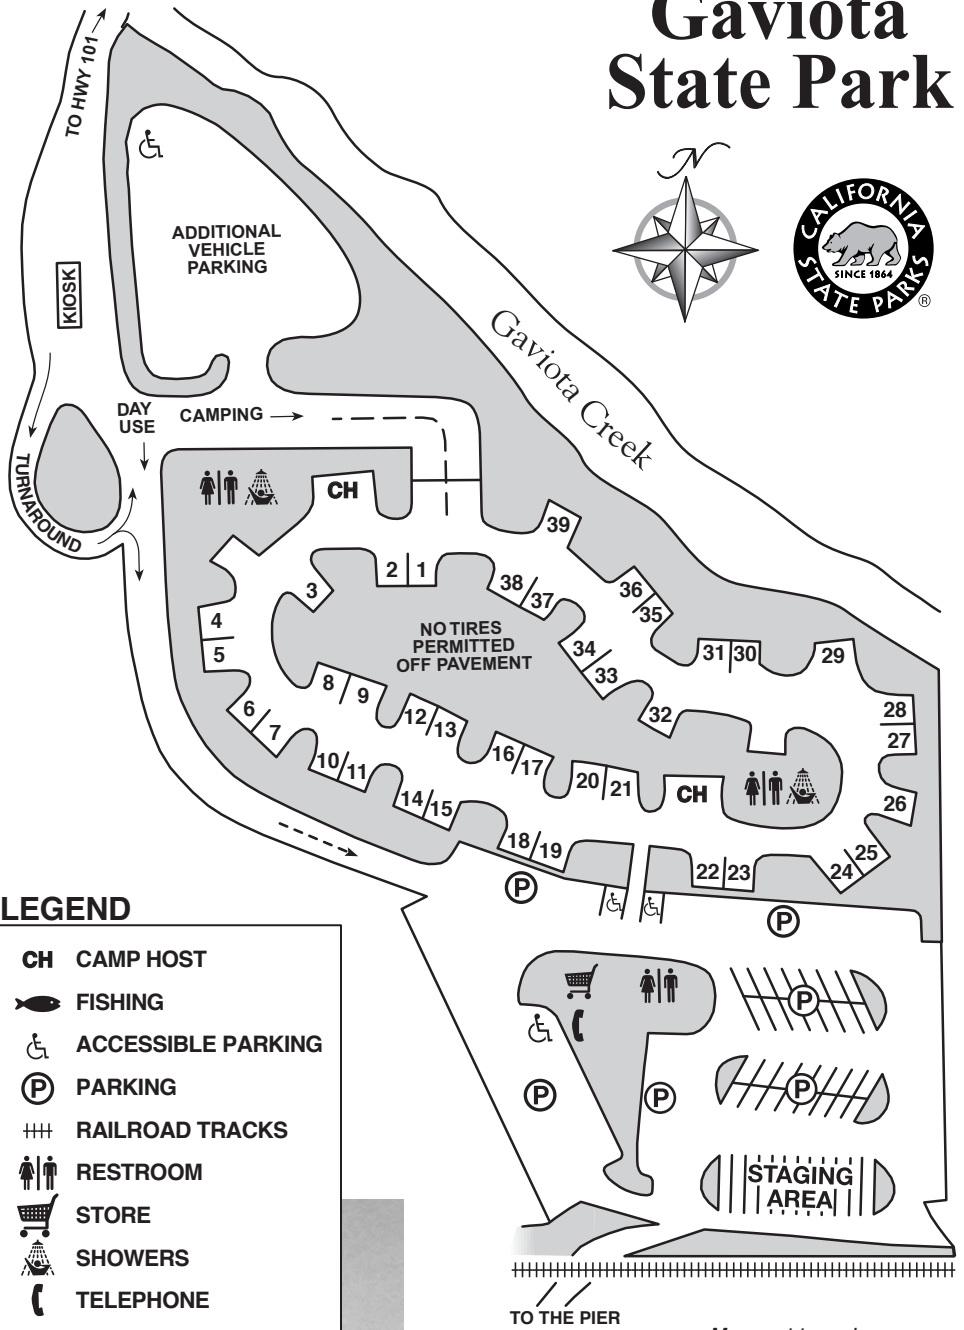 Gaviota
State Park
N
CALIFORNIA
STATE PARKS
SINCE 1864
®
TO HWY 101
ADDITIONAL
VEHICLE
PARKING
KIOSK
Gaviota Creek
DAY
USE
CAMPING
TURNAROUND
CH
39
2 1
3
38 37
36
35
4
5
NO TIRES
PERMITTED
OFF PAVEMENT
34
33
31 30
29
8 9
6
7
12 13
32
28
27
10 11
16 17
20 21
CH
26
14 15
18 19
22 23
24 25
P
P
P
P
P
P
STAGING
AREA
TO THE PIER
LEGEND
CH CAMP HOST
FISHING
ACCESSIBLE PARKING
P PARKING
RAILROAD TRACKS
RESTROOM
STORE
SHOWERS
TELEPHONE